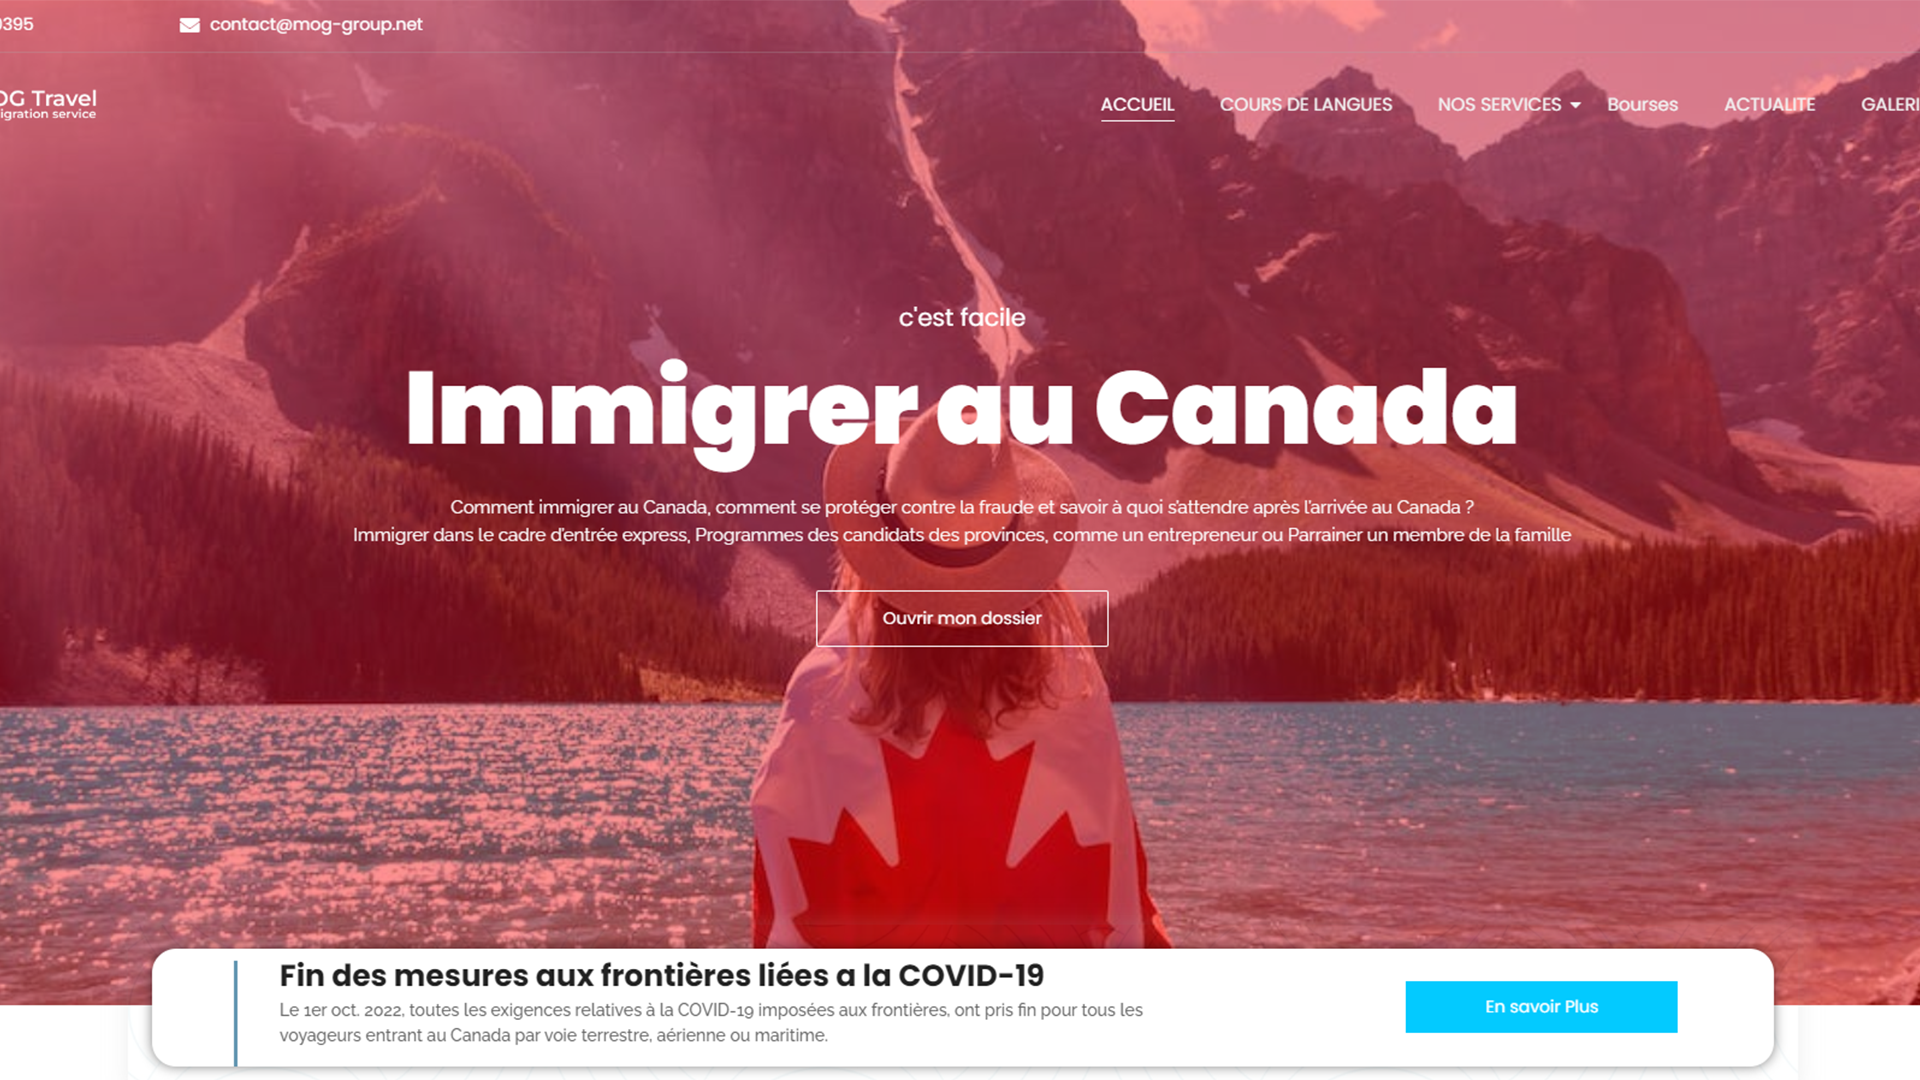 0395
contact@mog-group.net
OG Travel
igration service
ACCUEIL
COURS DE LANGUES
NOS SERVICES
Bourses
ACTUALITE
GALERI
c'est facile
Immigrer au Canada
Comment immigrer au Canada, comment se protéger contre la fraude et savoir à quoi s'attendre après l'arrivée au Canada ?
Immigrer dans le cadre d'entrée express, Programmes des candidats des provinces, comme un entrepreneur ou Parrainer un membre de la famille
Ouvrir mon dossier
Fin des mesures aux frontières liées a la COVID-19
Le 1er oct. 2022, toutes les exigences relatives à la COVID-19 imposées aux frontières, ont pris fin pour tous les
voyageurs entrant au Canada par voie terrestre, aérienne ou maritime.
En savoir Plus